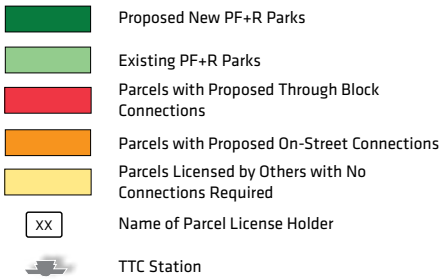 Proposed New PF+R Parks
Existing PF+R Parks
Parcels with Proposed Through Block
Connections
Parcels with Proposed On-Street Connections
Parcels Licensed by Others with No
Connections Required
XX Name of Parcel License Holder
TTC Station